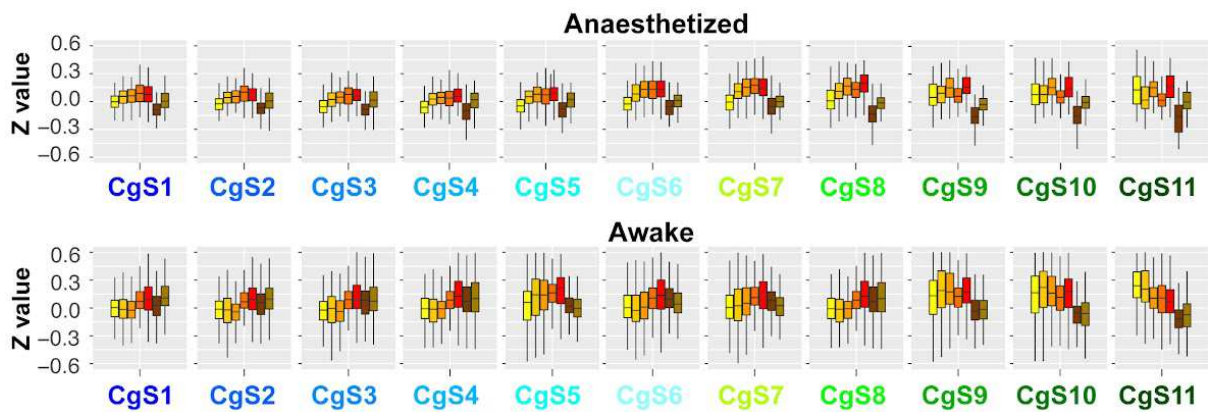 Anaesthetized
Z value
0.6
0.3
0.0
−0.3
−0.6
CgS1 CgS2 CgS3 CgS4 CgS5 CgS6 CgS7 CgS8 CgS9 CgS10 CgS11
Awake
Z value
0.6
0.3
0.0
−0.3
−0.6
CgS1 CgS2 CgS3 CgS4 CgS5 CgS6 CgS7 CgS8 CgS9 CgS10 CgS11